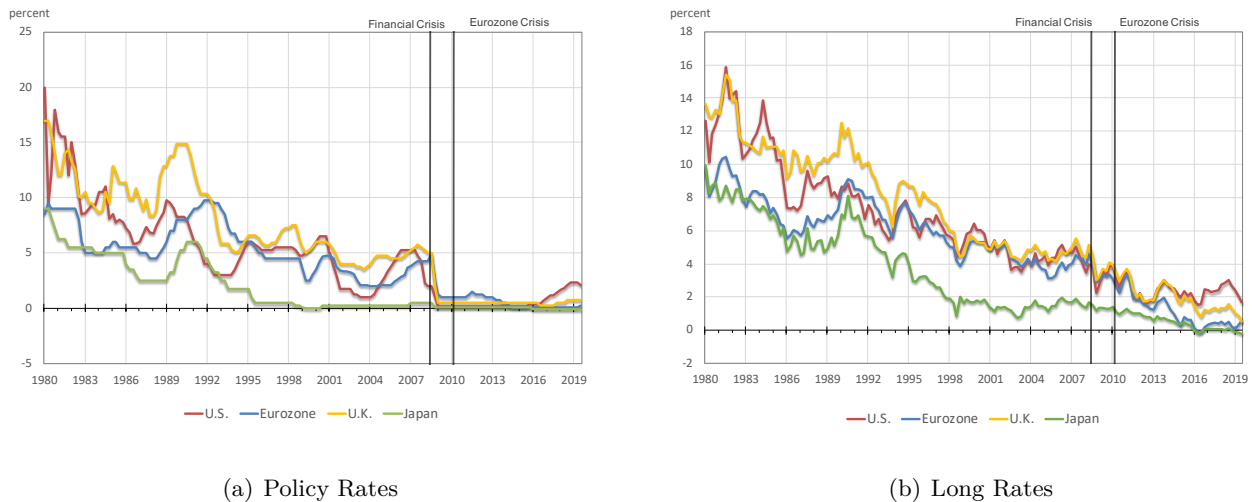 percent
Financial Crisis
Eurozone Crisis
25
20
15
10
5
0
-5
1980 1983 1986 1989 1992 1995 1998 2001 2004 2007 2010 2013 2016 2019
U.S. Eurozone U.K. Japan
(a) Policy Rates
percent
Financial Crisis
Eurozone Crisis
18
16
14
12
10
8
6
4
2
0
-2
1980 1983 1986 1989 1992 1995 1998 2001 2004 2007 2010 2013 2016 2019
U.S. Eurozone U.K. Japan
(b) Long Rates